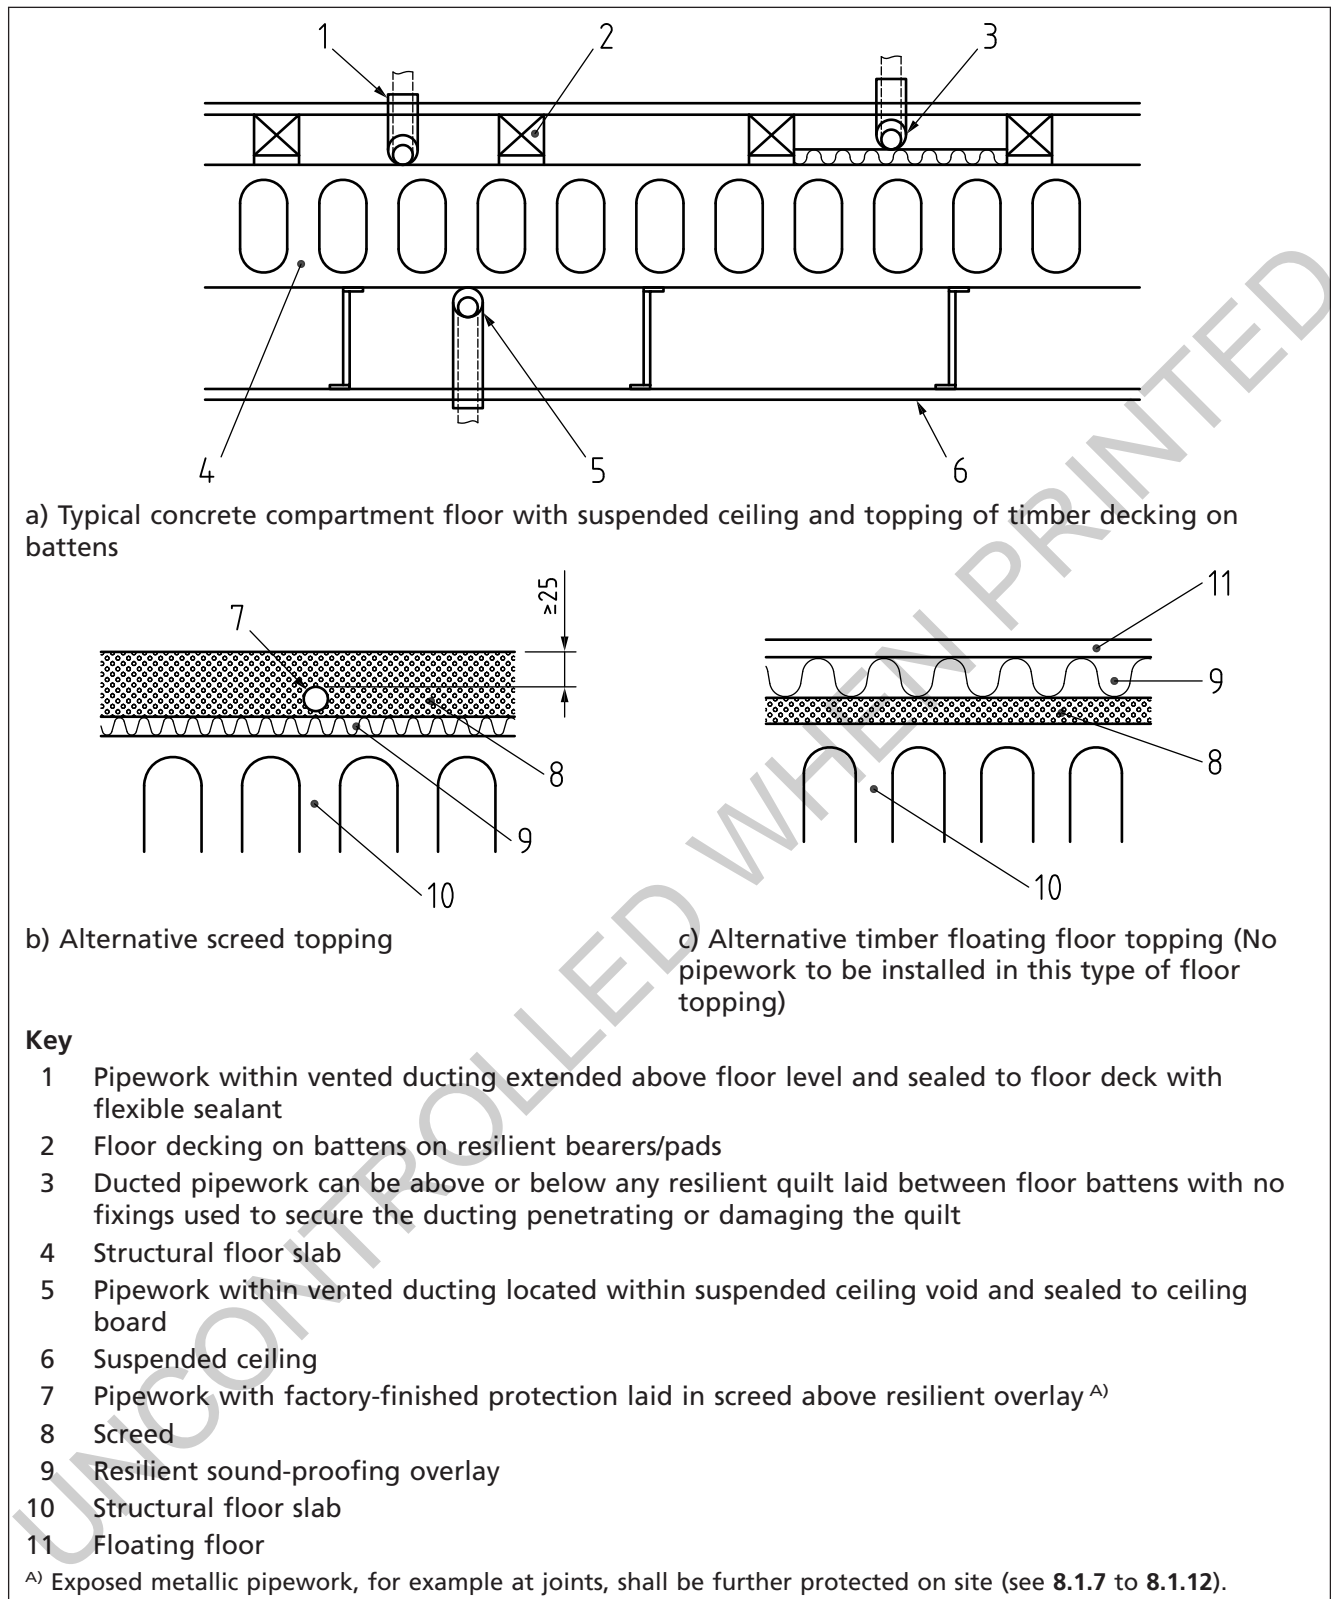 1
2
3
4
5
6
a) Typical concrete compartment floor with suspended ceiling and topping of timber decking on
battens
7
≥25
8
9
10
11
9
8
10
b) Alternative screed topping
c) Alternative timber floating floor topping (No
pipework to be installed in this type of floor
topping)
Key
1 Pipework within vented ducting extended above floor level and sealed to floor deck with
flexible sealant
2 Floor decking on battens on resilient bearers/pads
3 Ducted pipework can be above or below any resilient quilt laid between floor battens with no
fixings used to secure the ducting penetrating or damaging the quilt
4 Structural floor slab
5 Pipework within vented ducting located within suspended ceiling void and sealed to ceiling
board
6 Suspended ceiling
7 Pipework with factory-finished protection laid in screed above resilient overlay A)
8 Screed
9 Resilient sound-proofing overlay
10 Structural floor slab
11 Floating floor
A) Exposed metallic pipework, for example at joints, shall be further protected on site (see 8.1.7 to 8.1.12).
UNCONTROLLED WHEN PRINTED